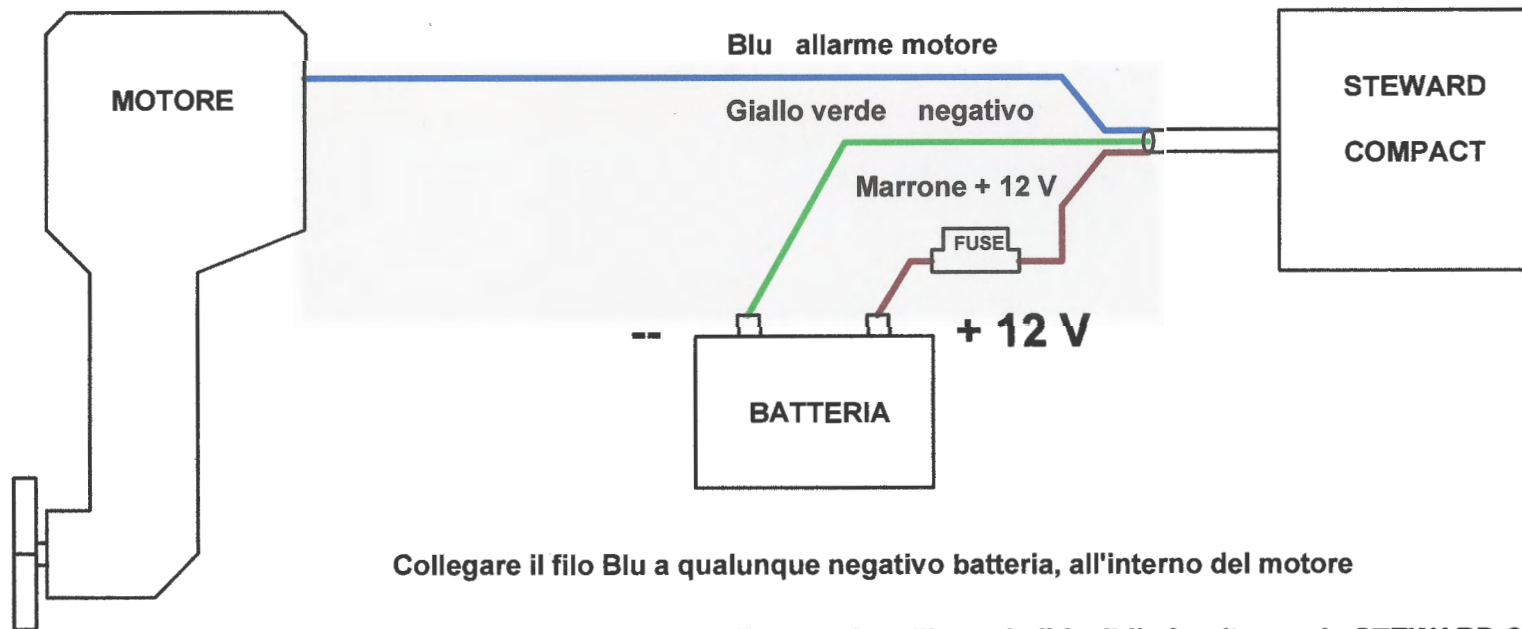 Blu allarme motore
MOTORE
STEWARD
COMPACT
Giallo verde negativo
Marrone + 12 V
FUSE
--
+ 12 V
BATTERIA
Collegare il filo Blu a qualunque negativo batteria, all'interno del motore
STEWARD